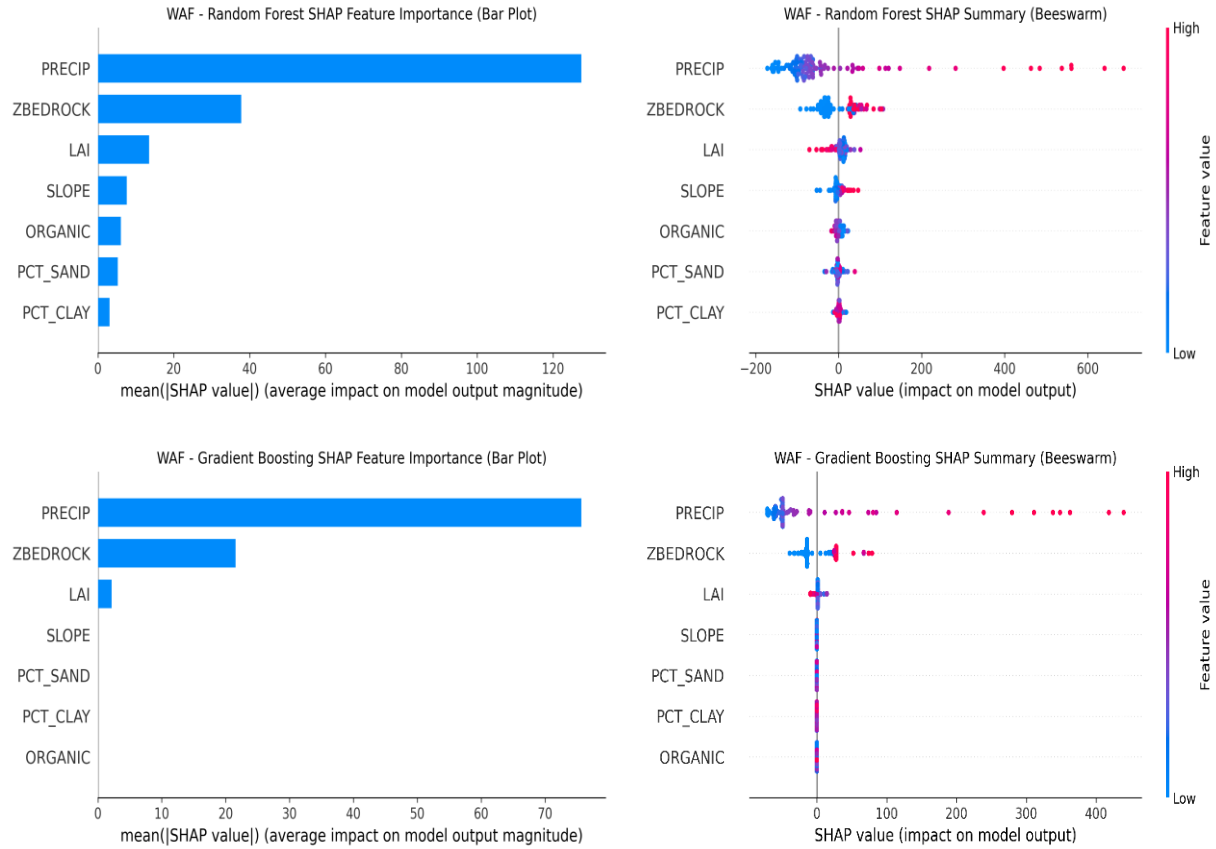 WAF - Random Forest SHAP Feature Importance (Bar Plot)
PRECIP
ZBEDROCK
LAI
SLOPE
ORGANIC
PCT_SAND
PCT_CLAY
0 20 40 60 80 100 120
mean(|SHAP value|) (average impact on model output magnitude)
WAF - Random Forest SHAP Summary (Beeswarm)
High
PRECIP
ZBEDROCK
LAI
SLOPE
ORGANIC
PCT_SAND
PCT_CLAY
Feature value
Low
−200 0 200 400 600
SHAP value (impact on model output)
WAF - Gradient Boosting SHAP Feature Importance (Bar Plot)
PRECIP
ZBEDROCK
LAI
SLOPE
PCT_SAND
PCT_CLAY
ORGANIC
0 10 20 30 40 50 60 70
mean(|SHAP value|) (average impact on model output magnitude)
WAF - Gradient Boosting SHAP Summary (Beeswarm)
High
PRECIP
ZBEDROCK
LAI
SLOPE
PCT_SAND
PCT_CLAY
ORGANIC
Feature value
Low
0 100 200 300 400
SHAP value (impact on model output)